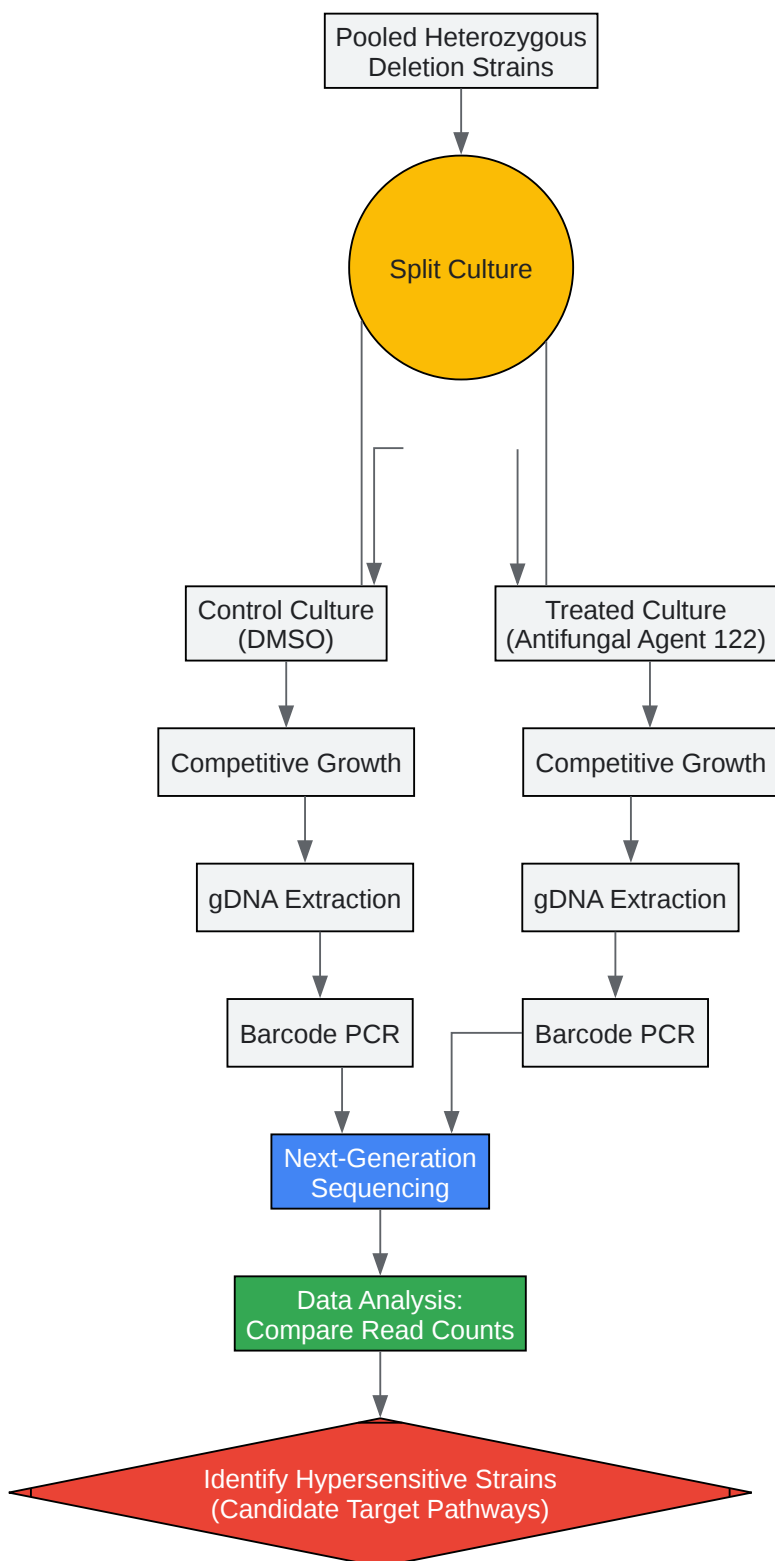 Pooled Heterozygous
Deletion Strains
Split Culture
Control Culture
(DMSO)
Treated Culture
(Antifungal Agent 122)
Competitive Growth
Competitive Growth
gDNA Extraction
gDNA Extraction
Barcode PCR
Barcode PCR
Next-Generation
Sequencing
Data Analysis:
Compare Read Counts
Identify Hypersensitive Strains
(Candidate Target Pathways)